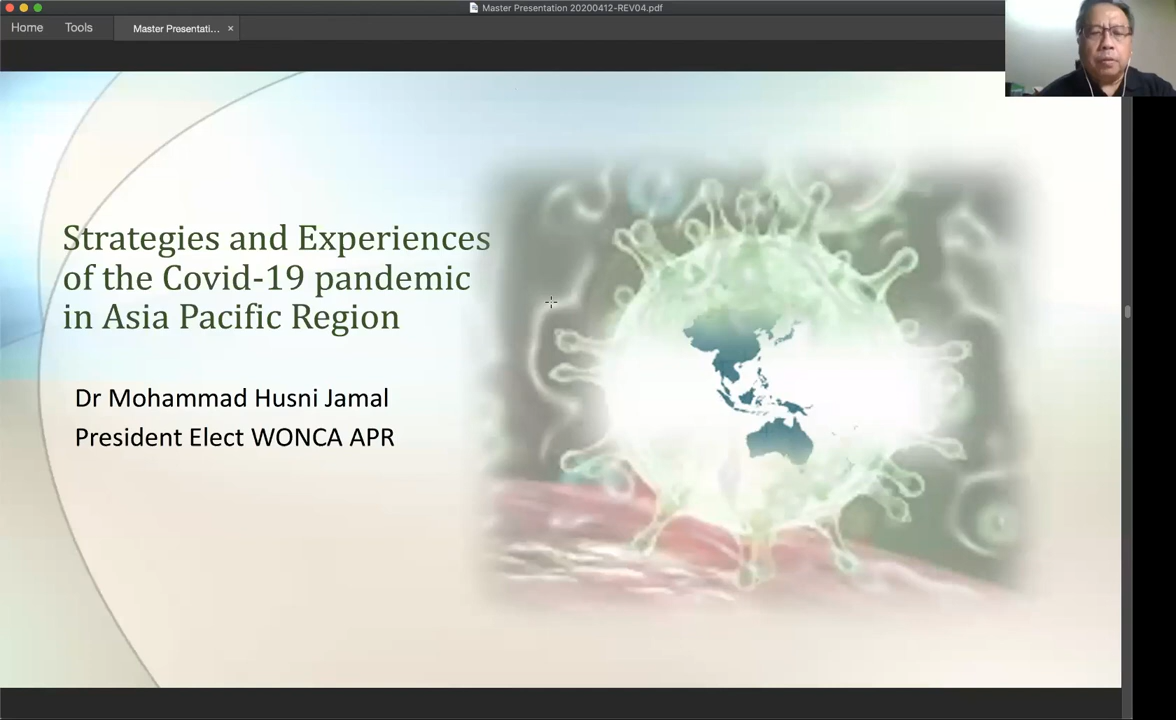 Master Presentation 20200412-REV04.pdf
Home
Tools
Master Presentati...
×
Strategies and Experiences
of the Covid-19 pandemic
in Asia Pacific Region
Dr Mohammad Husni Jamal
President Elect WONCA APR